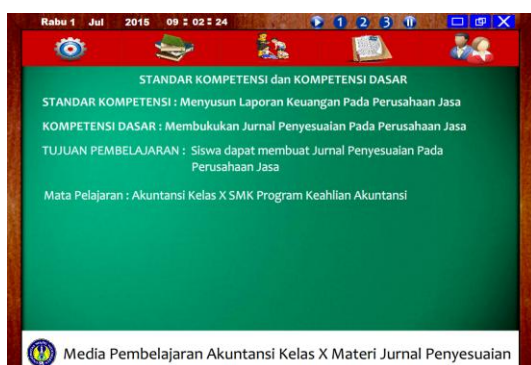 Rabu 1 Jul 2015 09 : 02 : 24 1 2 3
STANDAR KOMPETENSI dan KOMPETENSI DASAR
STANDAR KOMPETENSI : Menyusun Laporan Keuangan Pada Perusahaan Jasa
KOMPETENSI DASAR : Membukukan Jurnal Penyesuaian Pada Perusahaan Jasa
TUJUAN PEMBELAJARAN : Siswa dapat membuat Jurnal Penyesuaian Pada
Perusahaan Jasa
Mata Pelajaran : Akuntansi Kelas X SMK Program Keahlian Akuntansi
Media Pembelajaran Akuntansi Kelas X Materi Jurnal Penyesuaian